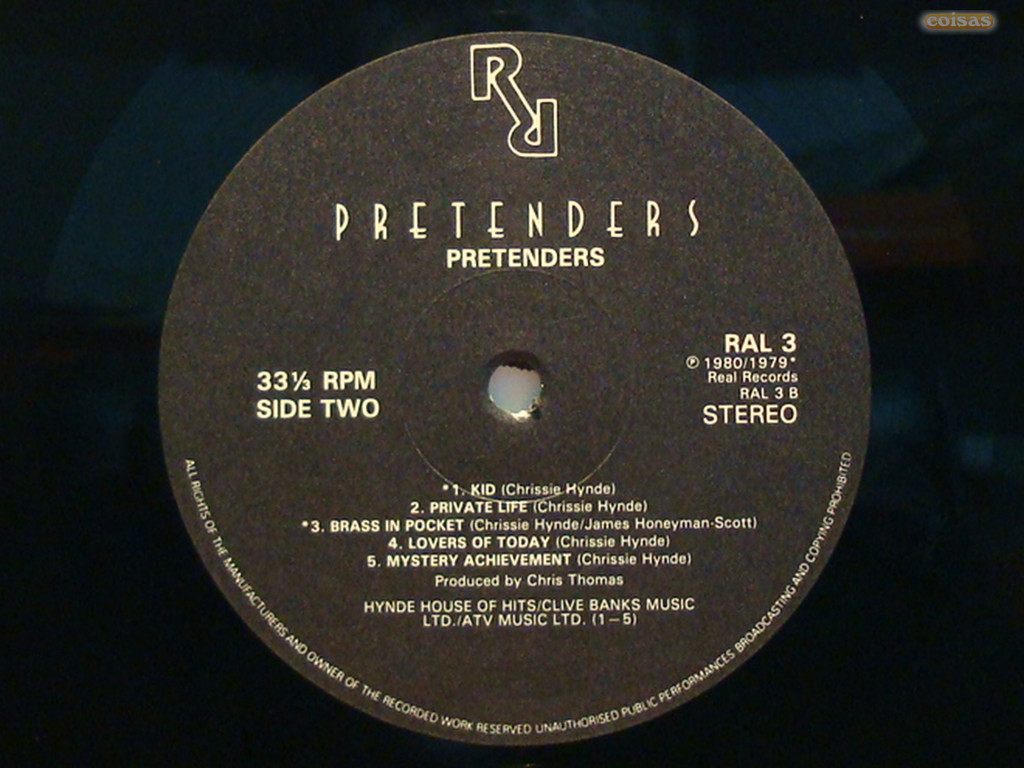 coisas
PRETENDERS
PRETENDERS
33⅓ RPM
SIDE TWO
RAL 3
℗ 1980/1979*
Real Records
RAL 3 B
STEREO
*1. KID (Chrissie Hynde)
2. PRIVATE LIFE (Chrissie Hynde)
*3. BRASS IN POCKET (Chrissie Hynde/James Honeyman-Scott)
4. LOVERS OF TODAY (Chrissie Hynde)
5. MYSTERY ACHIEVEMENT (Chrissie Hynde)
Produced by Chris Thomas
HYNDE HOUSE OF HITS/CLIVE BANKS MUSIC
LTD./ATV MUSIC LTD. (1–5)
ALL RIGHTS OF THE MANUFACTURERS AND OWNER OF THE RECORDED WORK RESERVED UNAUTHORISED PUBLIC PERFORMANCES BROADCASTING AND COPYING PROHIBITED